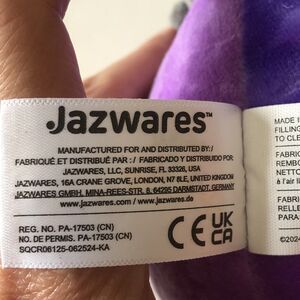 Jazwares™
MANUFACTURED FOR AND DISTRIBUTED BY: /
FABRIQUÉ ET DISTRIBUÉ PAR : / FABRICADO Y DISTRIBUIDO POR:
JAZWARES, LLC, SUNRISE, FL 33326, USA
JAZWARES, 16A CRANE GROVE, LONDON, N7 8LE, UNITED KINGDOM
JAZWARES GMBH, MINA-REES-STR. 8, 64295 DARMSTADT, GERMANY
www.jazwares.com / www.jazwares.de
REG. NO. PA-17503 (CN)
NO. DE PERMIS. PA-17503 (CN)
SQCR06125-062524-KA
CE UK
CA
MADE I
FILLING
TO CLE
FABRI
REMBO
NETTO
à l'air li
FABRIC
RELLE
PARA
©2024